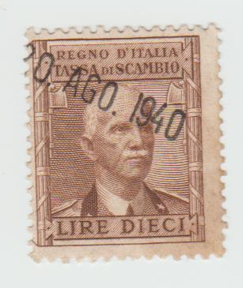 REGNO D'ITALIA
TASSA DI SCAMBIO
20 AGO. 1940
LIRE DIECI